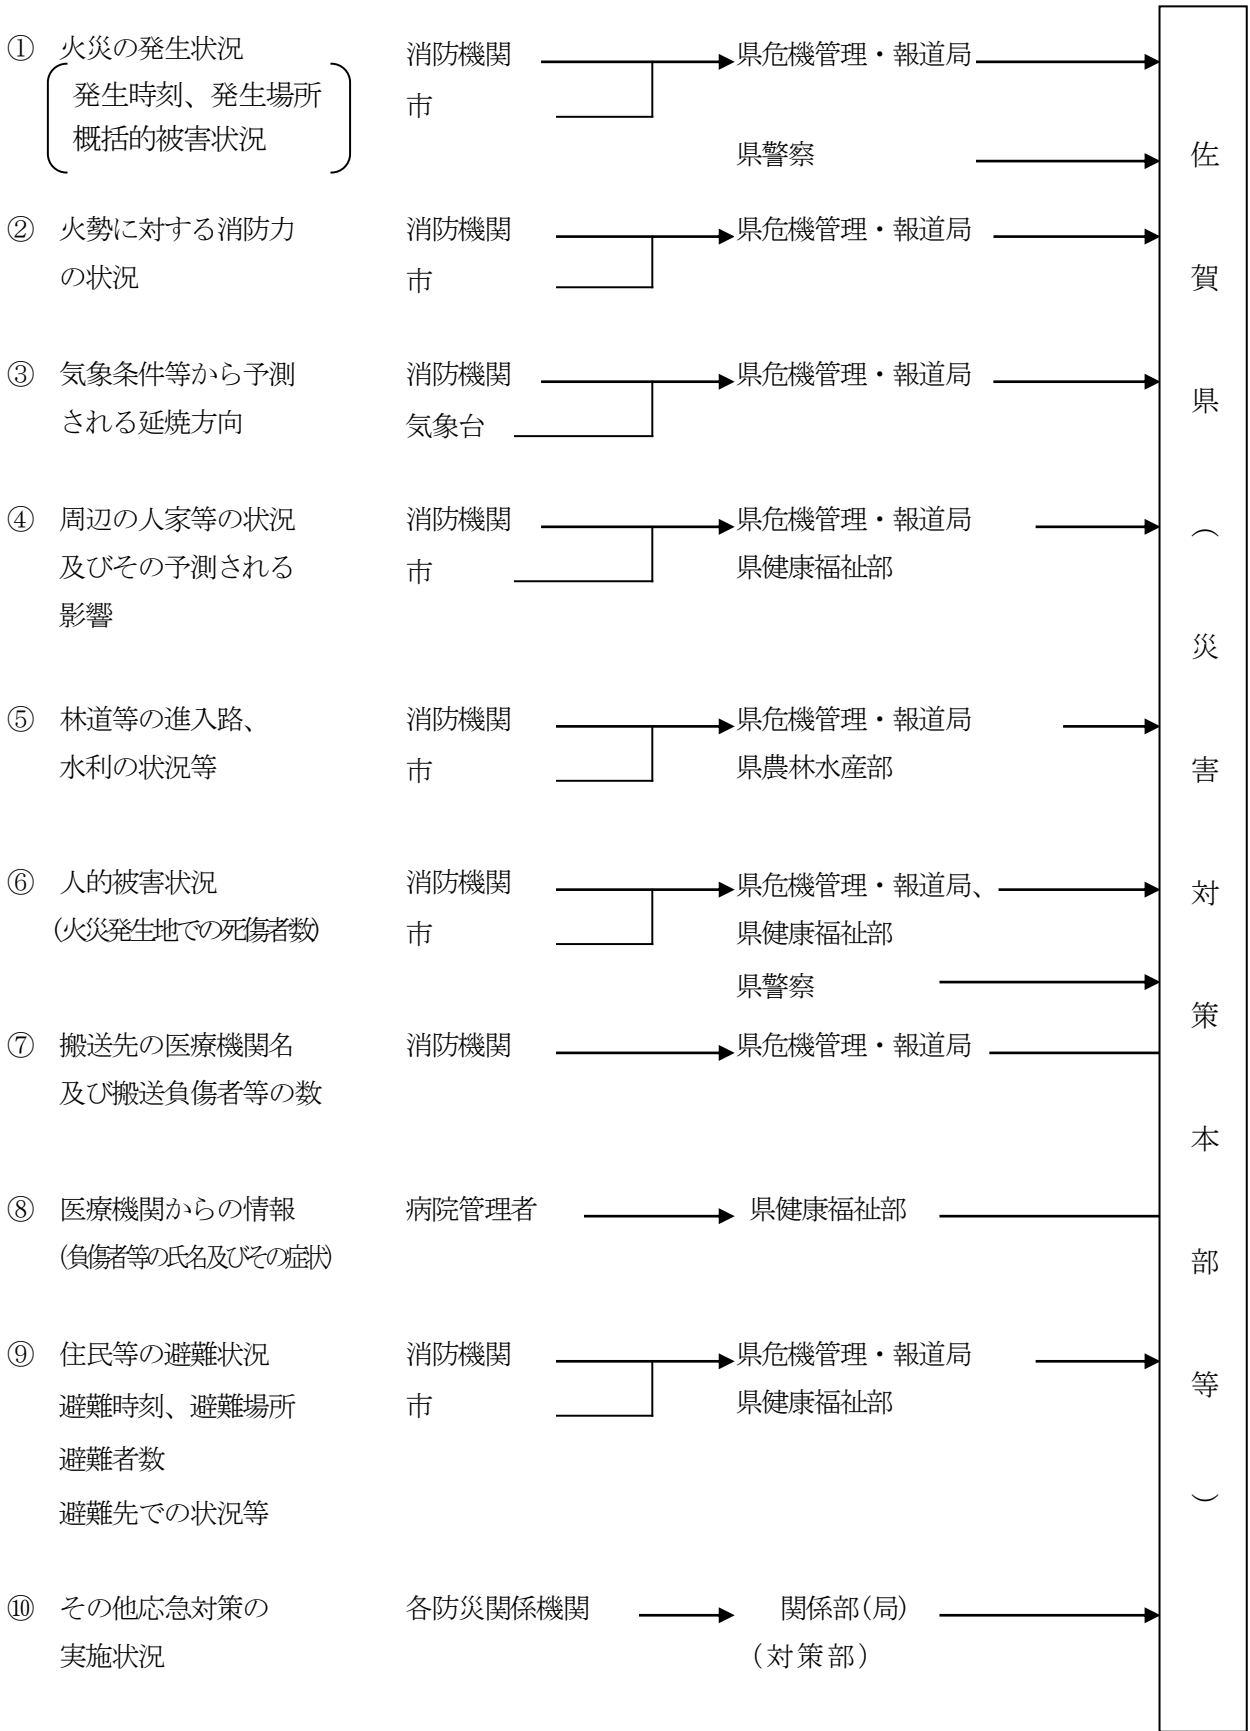 ① 火災の発生状況 消防機関 県危機管理・報道局
発生時刻、発生場所
概括的被害状況
市
県警察
② 火勢に対する消防力 消防機関 県危機管理・報道局
の状況 市
③ 気象条件等から予測 消防機関 県危機管理・報道局
される延焼方向 気象台
④ 周辺の人家等の状況 消防機関 県危機管理・報道局
及びその予測される 市 県健康福祉部
影響
⑤ 林道等の進入路、 消防機関 県危機管理・報道局
水利の状況等 市 県農林水産部
⑥ 人的被害状況 消防機関 県危機管理・報道局、
(火災発生地での死傷者数) 市 県健康福祉部
県警察
⑦ 搬送先の医療機関名 消防機関 県危機管理・報道局
及び搬送負傷者等の数
⑧ 医療機関からの情報 病院管理者 県健康福祉部
(負傷者等の氏名及びその症状)
⑨ 住民等の避難状況 消防機関 県危機管理・報道局
避難時刻、避難場所 市 県健康福祉部
避難者数
避難先での状況等
⑩ その他応急対策の 各防災関係機関 関係部(局)
実施状況 (対策部)
佐賀県(災害対策本部等)